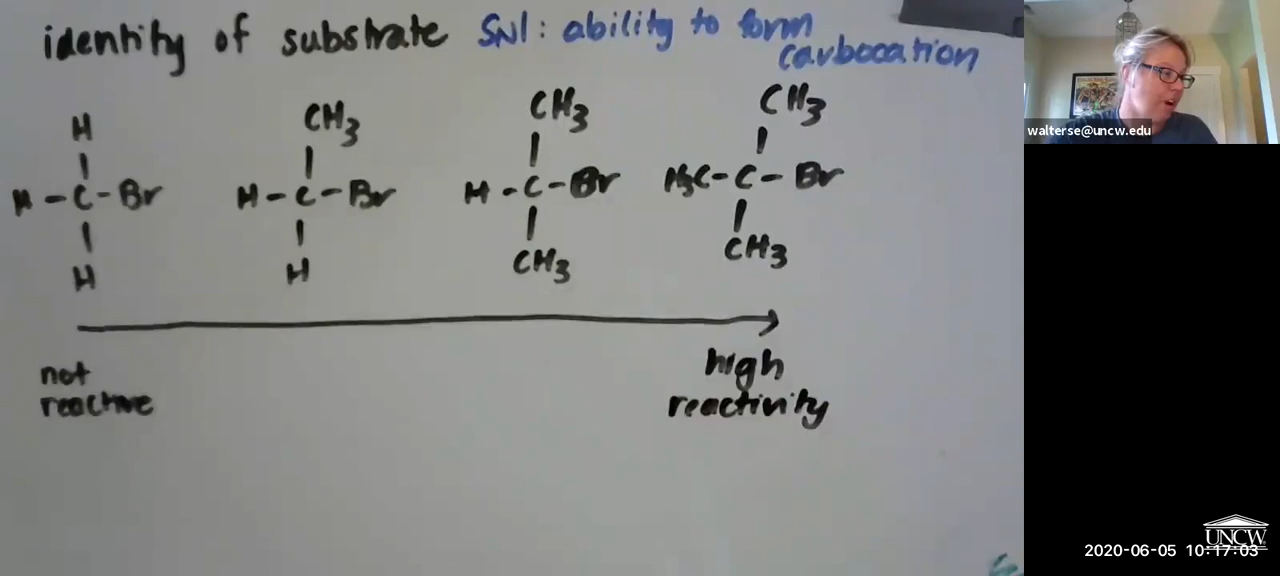 identity of substrate SN1: ability to form
carbocation
H
H-C-Br
H
CH3
H-C-Br
H
CH3
H-C-Br
CH3
CH3
H3C-C-Br
CH3
not
reactive
high
reactivity
walterse@uncw.edu
UNCW
2020-06-05 10:17:03